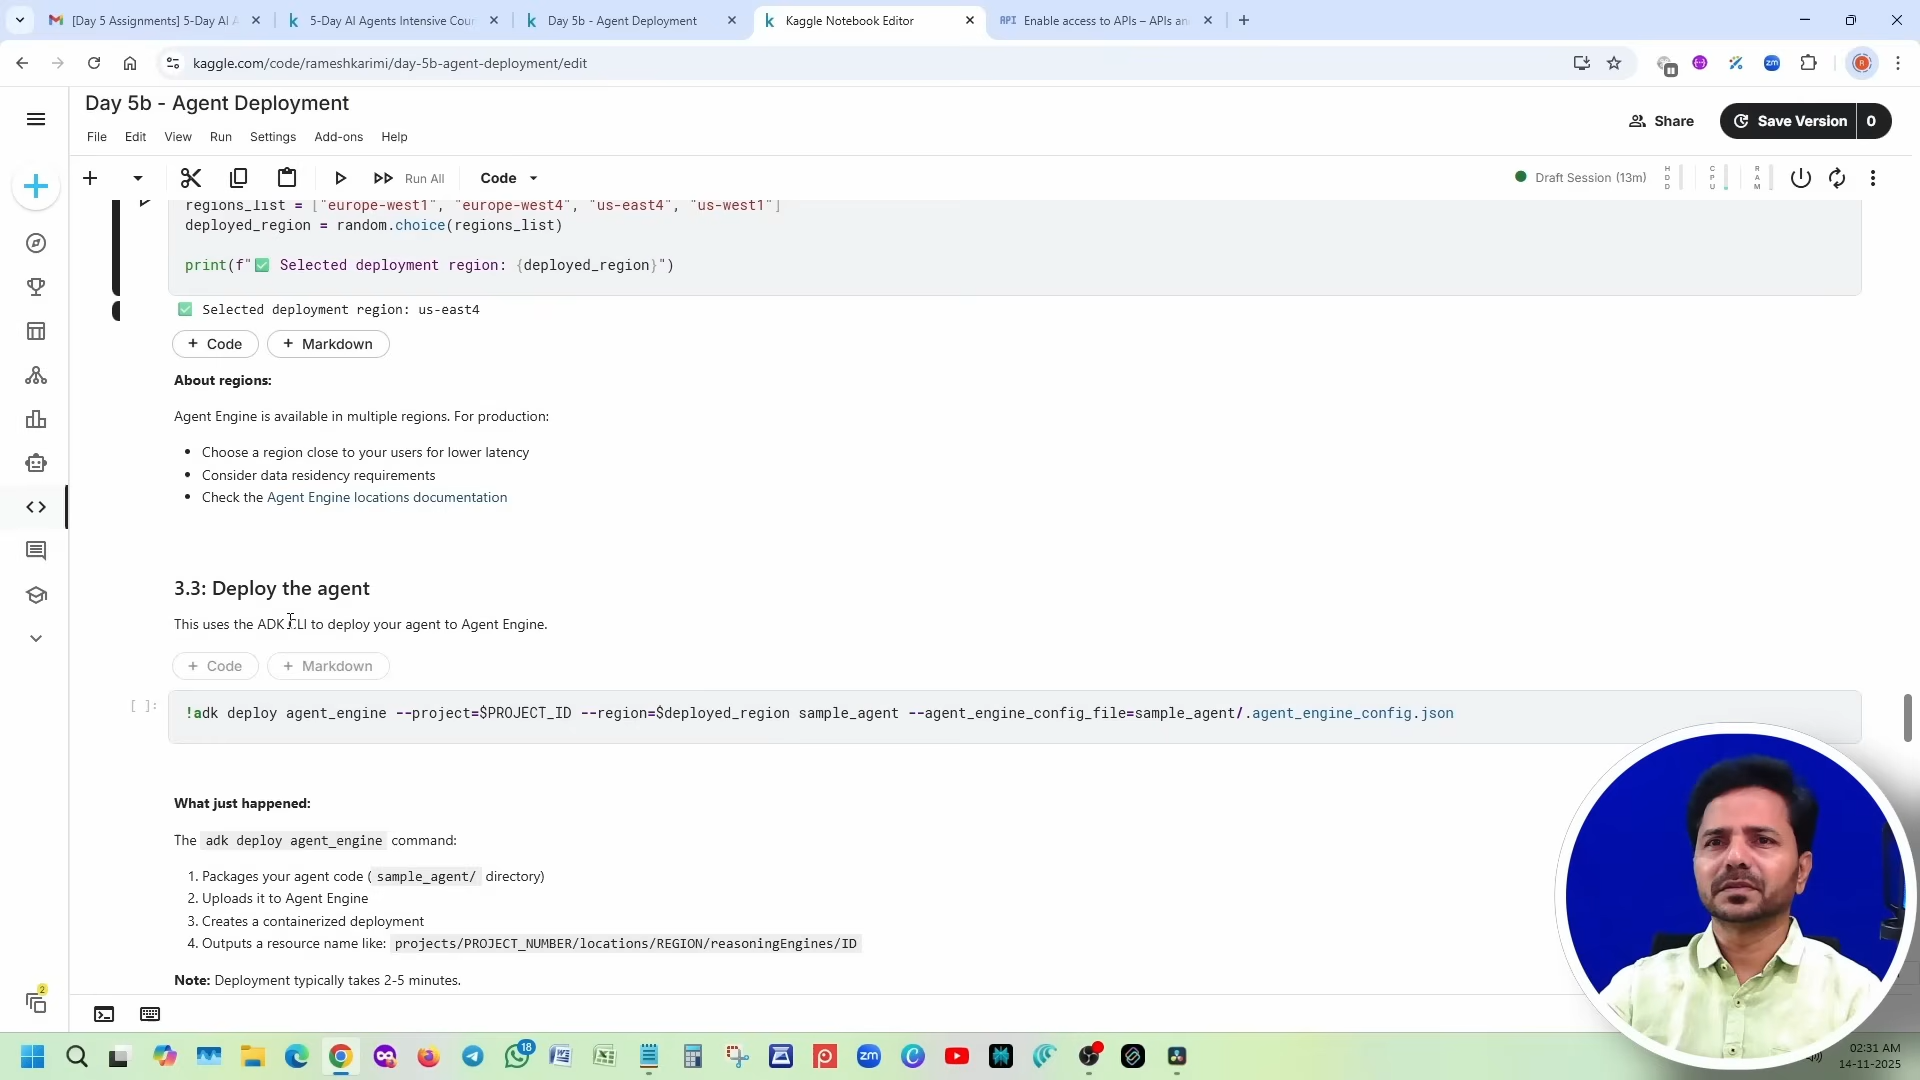 [Day 5 Assignments] 5-Day AI A
5-Day AI Agents Intensive Cour
Day 5b - Agent Deployment
Kaggle Notebook Editor
API
Enable access to APIs – APIs an
kaggle.com/code/rameshkarimi/day-5b-agent-deployment/edit
zm
R
Day 5b - Agent Deployment
File
Edit
View
Run
Settings
Add-ons
Help
Share
Save Version
0
Run All
Code
Draft Session (13m)
HDD
CPU
RAM
regions_list = ["europe-west1", "europe-west4", "us-east4", "us-west1"]
deployed_region = random.choice(regions_list)
print(f"✅ Selected deployment region: {deployed_region}")
✅ Selected deployment region: us-east4
+ Code
+ Markdown
About regions:
Agent Engine is available in multiple regions. For production:
• Choose a region close to your users for lower latency
• Consider data residency requirements
• Check the Agent Engine locations documentation
3.3: Deploy the agent
This uses the ADK CLI to deploy your agent to Agent Engine.
+ Code
+ Markdown
[ ]:
!adk deploy agent_engine --project=$PROJECT_ID --region=$deployed_region sample_agent --agent_engine_config_file=sample_agent/.agent_engine_config.json
What just happened:
The adk deploy agent_engine command:
1. Packages your agent code ( sample_agent/ directory)
2. Uploads it to Agent Engine
3. Creates a containerized deployment
4. Outputs a resource name like: projects/PROJECT_NUMBER/locations/REGION/reasoningEngines/ID
Note: Deployment typically takes 2-5 minutes.
2
18
zm
02:31 AM
14-11-2025